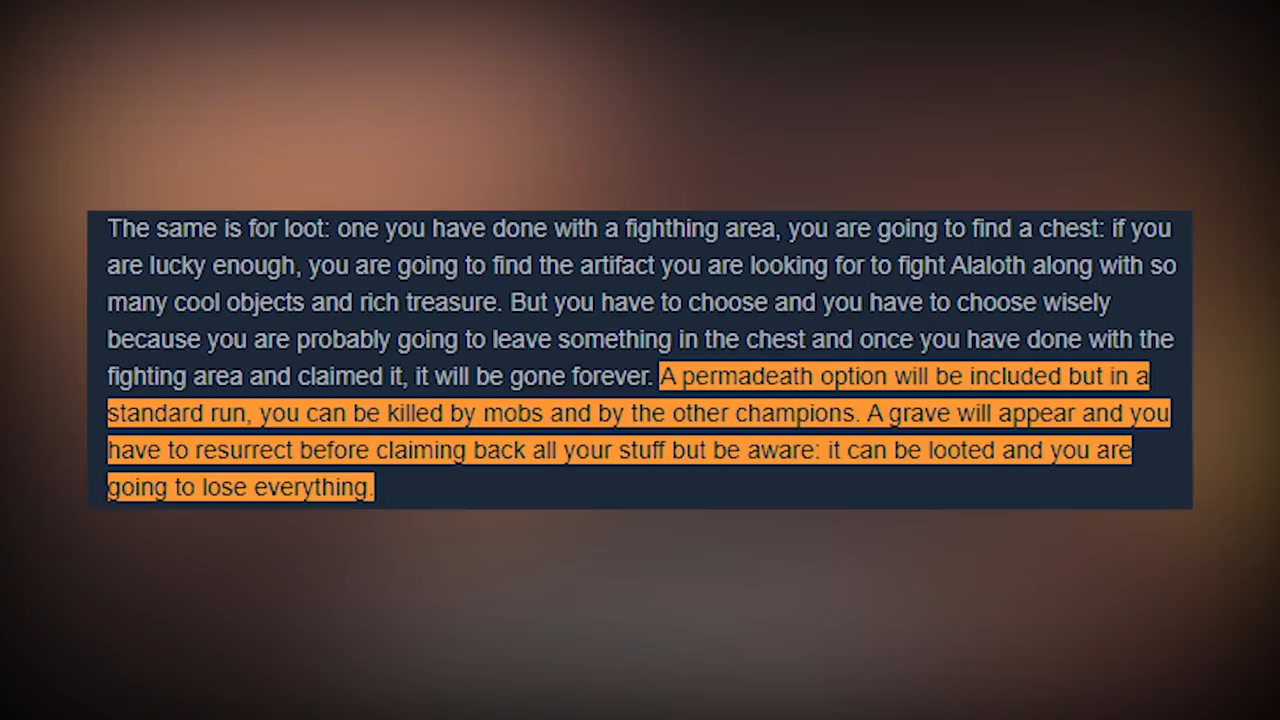 The same is for loot: one you have done with a fighthing area, you are going to find a chest: if you
are lucky enough, you are going to find the artifact you are looking for to fight Alaloth along with so
many cool objects and rich treasure. But you have to choose and you have to choose wisely
because you are probably going to leave something in the chest and once you have done with the
fighting area and claimed it, it will be gone forever. A permadeath option will be included but in a
standard run, you can be killed by mobs and by the other champions. A grave will appear and you
have to resurrect before claiming back all your stuff but be aware: it can be looted and you are
going to lose everything.